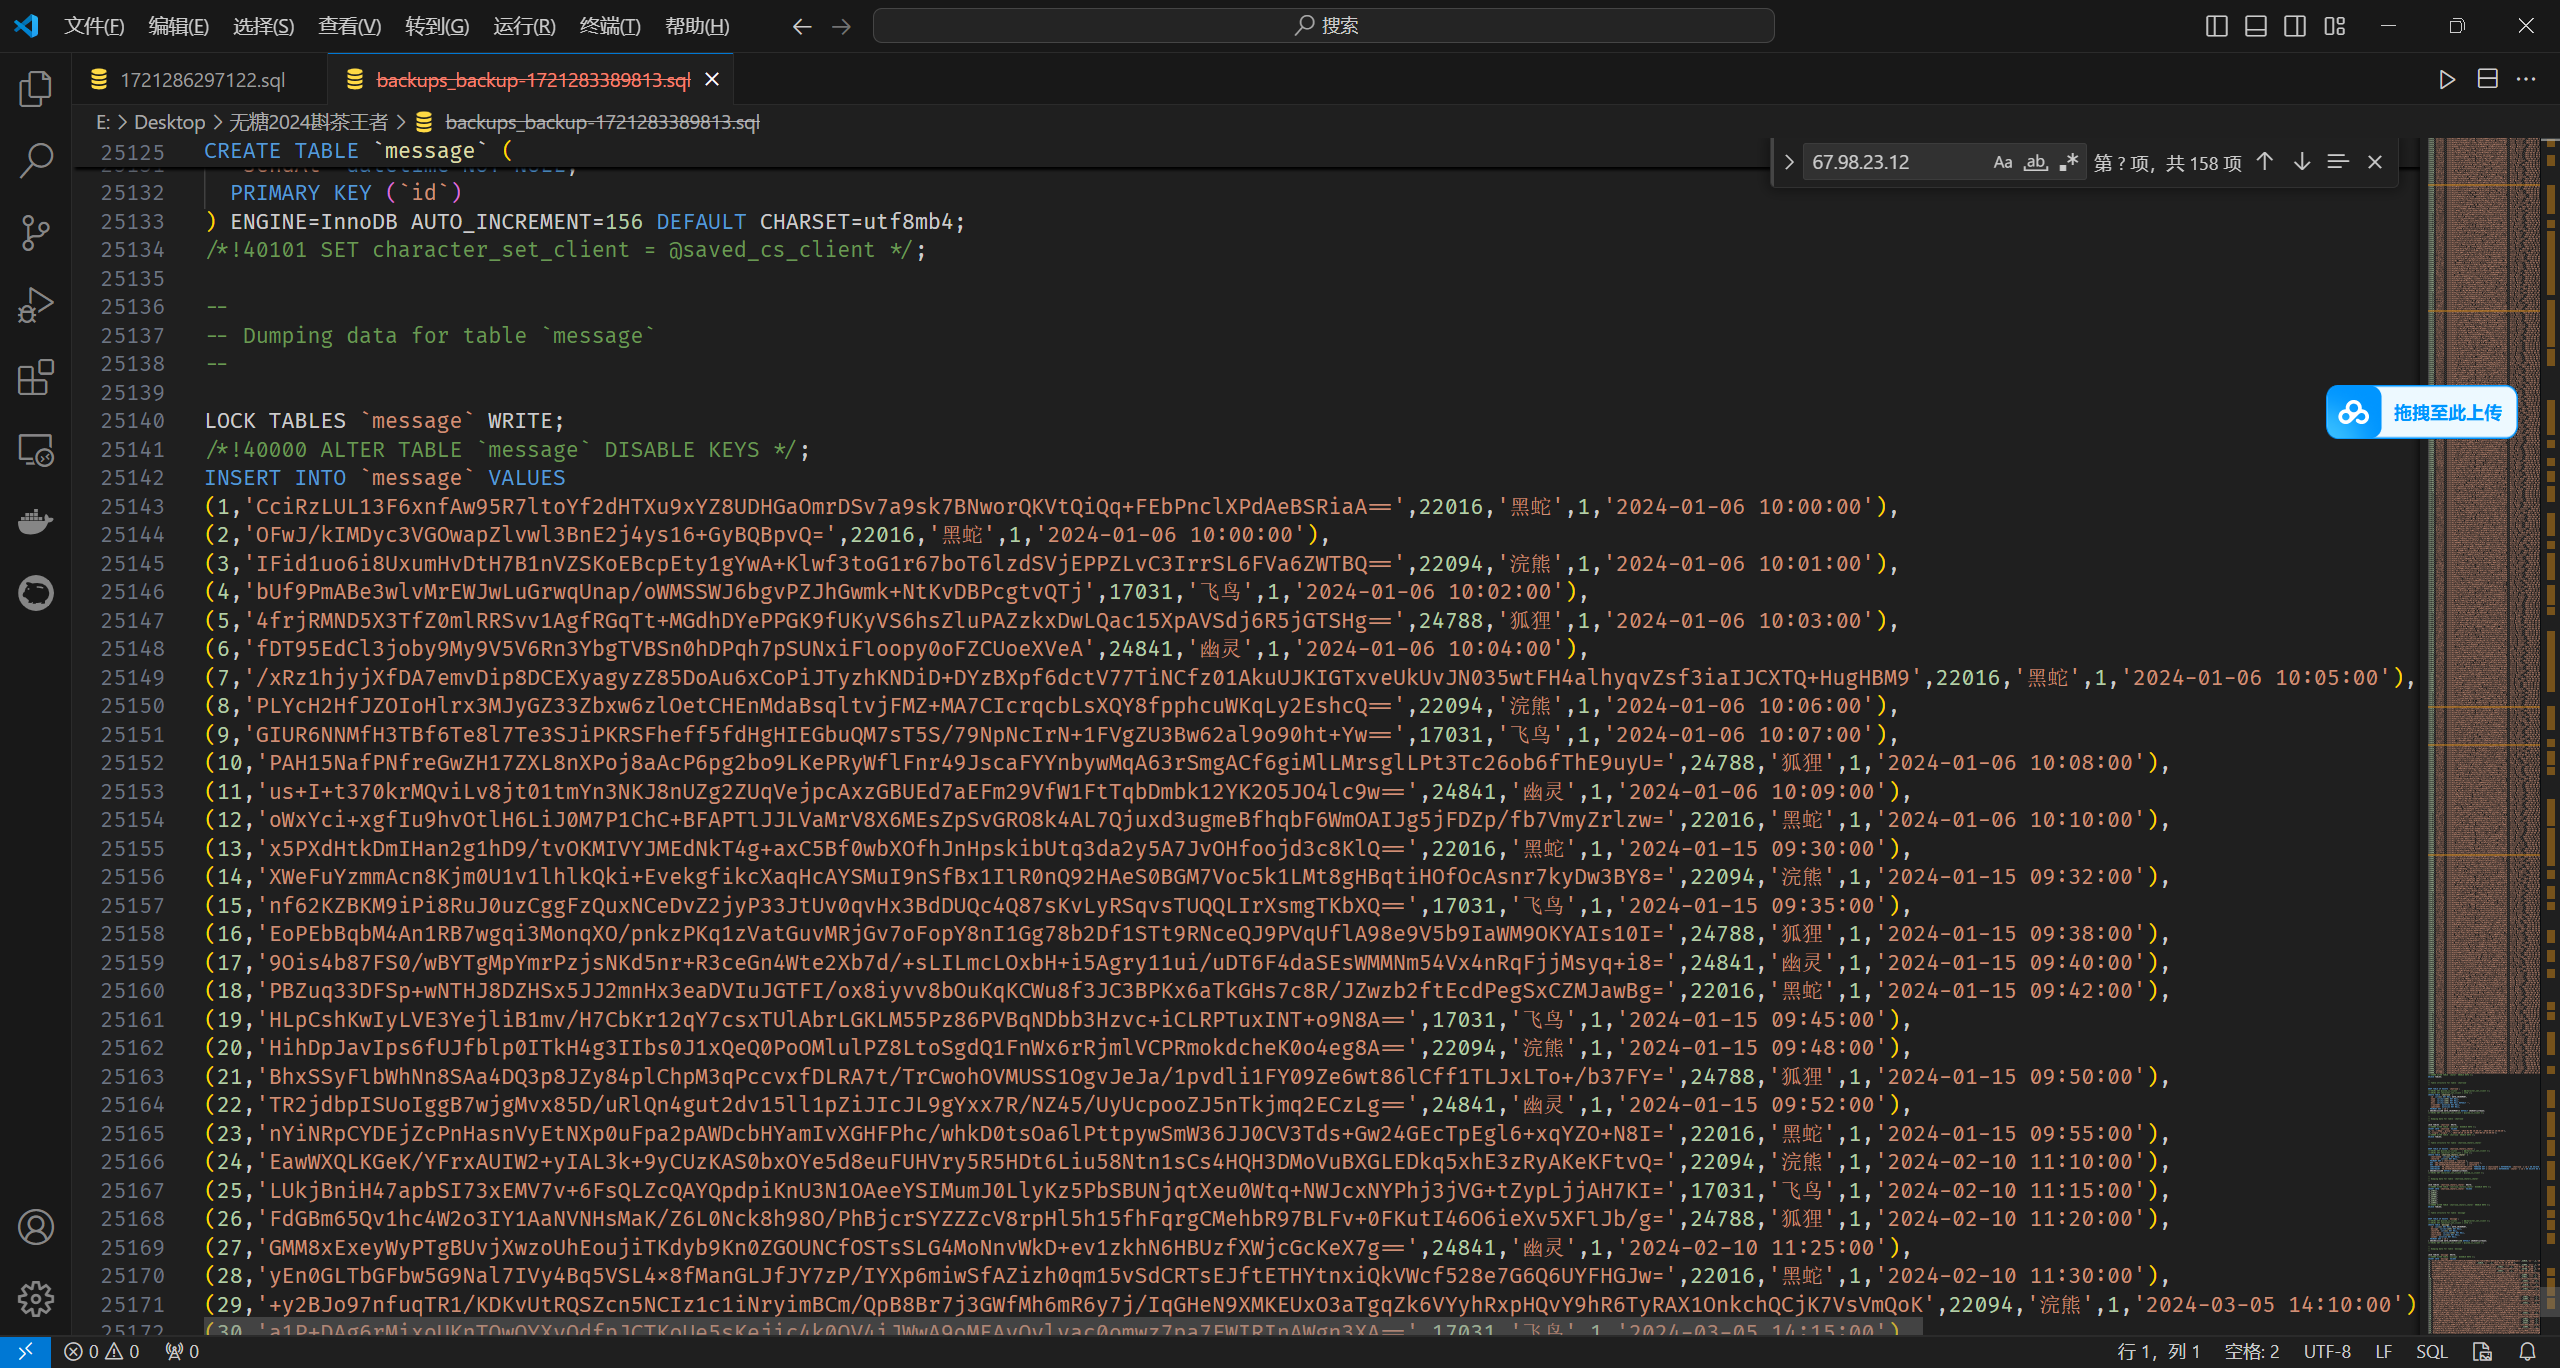 文件(F) 编辑(E) 选择(S) 查看(V) 转到(G) 运行(R) 终端(T) 帮助(H) 搜索
1721286297122.sql backups_backup-1721283389813.sql
E: > Desktop > 无糖2024斟茶王者 > backups_backup-1721283389813.sql
67.98.23.12 Aa ab 第 ? 项，共 158 项
25125 CREATE TABLE `message` (
25132 PRIMARY KEY (`id`)
25133 ) ENGINE=InnoDB AUTO_INCREMENT=156 DEFAULT CHARSET=utf8mb4;
25134 /*!40101 SET character_set_client = @saved_cs_client */;
25135
25136 --
25137 -- Dumping data for table `message`
25138 --
25139
拖拽至此上传
25140 LOCK TABLES `message` WRITE;
25141 /*!40000 ALTER TABLE `message` DISABLE KEYS */;
25142 INSERT INTO `message` VALUES
25143 (1,'CciRzLUL13F6xnfAw95R7ltoYf2dHTXu9xYZ8UDHGaOmrDSv7a9sk7BNworQKVtQiQq+FEbPnclXPdAeBSRiaA==',22016,'黑蛇',1,'2024-01-06 10:00:00'),
25144 (2,'OFwJ/kIMDyc3VGOwapZlvwl3BnE2j4ys16+GyBQBpvQ=',22016,'黑蛇',1,'2024-01-06 10:00:00'),
25145 (3,'IFid1uo6i8UxumHvDtH7B1nVZSKoEBcpEty1gYwA+Klwf3toG1r67boT6lzdSVjEPPZLvC3IrrSL6FVa6ZWTBQ==',22094,'浣熊',1,'2024-01-06 10:01:00'),
25146 (4,'bUf9PmABe3wlvMrEWJwLuGrwqUnap/oWMSSWJ6bgvPZJhGwmk+NtKvDBPcgtvQTj',17031,'飞鸟',1,'2024-01-06 10:02:00'),
25147 (5,'4frjRMND5X3TfZ0mlRRSvv1AgfRGqTt+MGdhDYePPGK9fUKyVS6hsZluPAZzkxDwLQac15XpAVSdj6R5jGTSHg==',24788,'狐狸',1,'2024-01-06 10:03:00'),
25148 (6,'fDT95EdCl3joby9My9V5V6Rn3YbgTVBSn0hDPqh7pSUNxiFloopy0oFZCUoeXVeA',24841,'幽灵',1,'2024-01-06 10:04:00'),
25149 (7,'/xRz1hjyjXfDA7emvDip8DCEXyagyzZ85DoAu6xCoPiJTyzhKNDiD+DYzBXpf6dctV77TiNCfz01AkuUJKIGTxveUkUvJN035wtFH4alhyqvZsf3iaIJCXTQ+HugHBM9',22016,'黑蛇',1,'2024-01-06 10:05:00'),
25150 (8,'PLYcH2HfJZOIoHlrx3MJyGZ33Zbxw6zlOetCHEnMdaBsqltvjFMZ+MA7CIcrqcbLsXQY8fpphcuWKqLy2EshcQ==',22094,'浣熊',1,'2024-01-06 10:06:00'),
25151 (9,'GIUR6NNMfH3TBf6Te8l7Te3SJiPKRSFheff5fdHgHIEGbuQM7sT5S/79NpNcIrN+1FVgZU3Bw62al9o90ht+Yw==',17031,'飞鸟',1,'2024-01-06 10:07:00'),
25152 (10,'PAH15NafPNfreGwZH17ZXL8nXPoj8aAcP6pg2bo9LKePRyWflFnr49JscaFYYnbywMqA63rSmgACf6giMlLMrsglLPt3Tc26ob6fThE9uyU=',24788,'狐狸',1,'2024-01-06 10:08:00'),
25153 (11,'us+I+t370krMQviLv8jt01tmYn3NKJ8nUZg2ZUqVejpcAxzGBUEd7aEFm29VfW1FtTqbDmbk12YK2O5JO4lc9w==',24841,'幽灵',1,'2024-01-06 10:09:00'),
25154 (12,'oWxYci+xgfIu9hvOtlH6LiJ0M7P1ChC+BFAPTlJJLVaMrV8X6MEsZpSvGRO8k4AL7Qjuxd3ugmeBfhqbF6WmOAIJg5jFDZp/fb7VmyZrlzw=',22016,'黑蛇',1,'2024-01-06 10:10:00'),
25155 (13,'x5PXdHtkDmIHan2g1hD9/tvOKMIVYJMEdNkT4g+axC5Bf0wbXOfhJnHpskibUtq3da2y5A7JvOHfoojd3c8KlQ==',22016,'黑蛇',1,'2024-01-15 09:30:00'),
25156 (14,'XWeFuYzmmAcn8Kjm0U1v1lhlkQki+EvekgfikcXaqHcAYSMuI9nSfBx1IlR0nQ92HAeS0BGM7Voc5k1LMt8gHBqtiHOfOcAsnr7kyDw3BY8=',22094,'浣熊',1,'2024-01-15 09:32:00'),
25157 (15,'nf62KZBKM9iPi8RuJ0uzCggFzQuxNCeDvZ2jyP33JtUv0qvHx3BdDUQc4Q87sKvLyRSqvsTUQQLIrXsmgTKbXQ==',17031,'飞鸟',1,'2024-01-15 09:35:00'),
25158 (16,'EoPEbBqbM4An1RB7wgqi3MonqXO/pnkzPKq1zVatGuvMRjGv7oFopY8nI1Gg78b2Df1STt9RNceQJ9PVqUflA98e9V5b9IaWM9OKYAIs10I=',24788,'狐狸',1,'2024-01-15 09:38:00'),
25159 (17,'9Ois4b87FS0/wBYTgMpYmrPzjsNKd5nr+R3ceGn4Wte2Xb7d/+sLILmcLOxbH+i5Agry11ui/uDT6F4daSEsWMMNm54Vx4nRqFjjMsyq+i8=',24841,'幽灵',1,'2024-01-15 09:40:00'),
25160 (18,'PBZuq33DFSp+wNTHJ8DZHSx5JJ2mnHx3eaDVIuJGTFI/ox8iyvv8bOuKqKCWu8f3JC3BPKx6aTkGHs7c8R/JZwzb2ftEcdPegSxCZMJawBg=',22016,'黑蛇',1,'2024-01-15 09:42:00'),
25161 (19,'HLpCshKwIyLVE3YejliB1mv/H7CbKr12qY7csxTUlAbrLGKLM55Pz86PVBqNDbb3Hzvc+iCLRPTuxINT+o9N8A==',17031,'飞鸟',1,'2024-01-15 09:45:00'),
25162 (20,'HihDpJavIps6fUJfblp0ITkH4g3IIbs0J1xQeQ0PoOMlulPZ8LtoSgdQ1FnWx6rRjmlVCPRmokdcheK0o4eg8A==',22094,'浣熊',1,'2024-01-15 09:48:00'),
25163 (21,'BhxSSyFlbWhNn8SAa4DQ3p8JZy84plChpM3qPccvxfDLRA7t/TrCwohOVMUSS1OgvJeJa/1pvdli1FY09Ze6wt86lCff1TLJxLTo+/b37FY=',24788,'狐狸',1,'2024-01-15 09:50:00'),
25164 (22,'TR2jdbpISUoIggB7wjgMvx85D/uRlQn4gut2dv15ll1pZiJIcJL9gYxx7R/NZ45/UyUcpooZJ5nTkjmq2ECzLg==',24841,'幽灵',1,'2024-01-15 09:52:00'),
25165 (23,'nYiNRpCYDEjZcPnHasnVyEtNXp0uFpa2pAWDcbHYamIvXGHFPhc/whkD0tsOa6lPttpywSmW36JJ0CV3Tds+Gw24GEcTpEgl6+xqYZO+N8I=',22016,'黑蛇',1,'2024-01-15 09:55:00'),
25166 (24,'EawWXQLKGeK/YFrxAUIW2+yIAL3k+9yCUzKAS0bxOYe5d8euFUHVry5R5HDt6Liu58Ntn1sCs4HQH3DMoVuBXGLEDkq5xhE3zRyAKeKFtvQ=',22094,'浣熊',1,'2024-02-10 11:10:00'),
25167 (25,'LUkjBniH47apbSI73xEMV7v+6FsQLZcQAYQpdpiKnU3N1OAeeYSIMumJ0LlyKz5PbSBUNjqtXeu0Wtq+NWJcxNYPhj3jVG+tZypLjjAH7KI=',17031,'飞鸟',1,'2024-02-10 11:15:00'),
25168 (26,'FdGBm65Qv1hc4W2o3IY1AaNVNHsMaK/Z6L0Nck8h98O/PhBjcrSYZZZcV8rpHl5h15fhFqrgCMehbR97BLFv+0FKutI46O6ieXv5XFlJb/g=',24788,'狐狸',1,'2024-02-10 11:20:00'),
25169 (27,'GMM8xExeyWyPTgBUvjXwzoUhEoujiTKdyb9Kn0ZGOUNCfOSTsSLG4MoNnvWkD+ev1zkhN6HBUzfXWjcGcKeX7g==',24841,'幽灵',1,'2024-02-10 11:25:00'),
25170 (28,'yEn0GLTbGFbw5G9Nal7IVy4Bq5VSL4x8fManGLJfJY7zP/IYXp6miwSfAZizh0qm15vSdCRTsEJftETHYtnxiQkVWcf528e7G6Q6UYFHGJw=',22016,'黑蛇',1,'2024-02-10 11:30:00'),
25171 (29,'+y2BJo97nfuqTR1/KDKvUtRQSZcn5NCIz1c1iNryimBCm/QpB8Br7j3GWfMh6mR6y7j/IqGHeN9XMKEUxO3aTgqZk6VYyhRxpHQvY9hR6TyRAX1OnkchQCjK7VsVmQoK',22094,'浣熊',1,'2024-03-05 14:10:00')
25172 17031,'飞鸟',1,'2024-03-05 14:15:00')
0 0 0 行 1，列 1 空格: 2 UTF-8 LF SQL